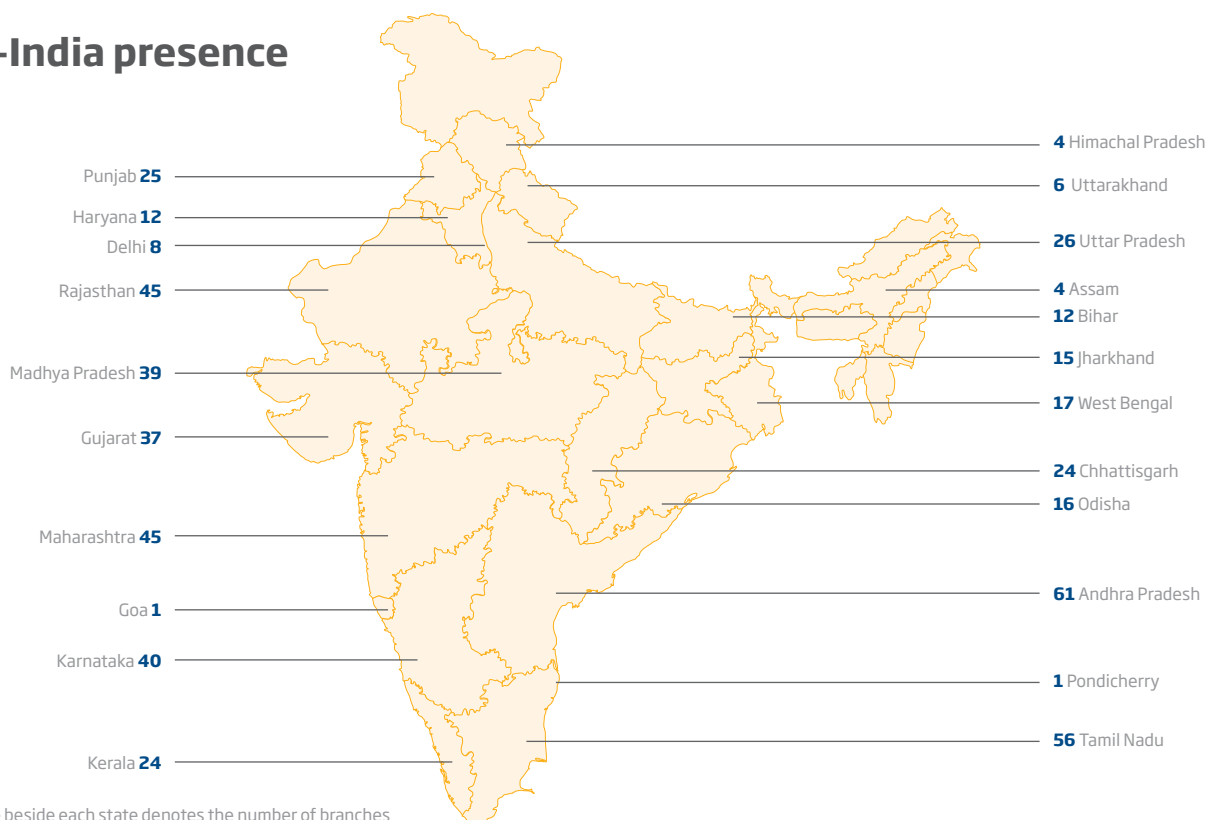 -India presence
Punjab 25
Haryana 12
Delhi 8
Rajasthan 45
Madhya Pradesh 39
Gujarat 37
Maharashtra 45
Goa 1
Karnataka 40
Kerala 24
4 Himachal Pradesh
6 Uttarakhand
26 Uttar Pradesh
4 Assam
12 Bihar
15 Jharkhand
17 West Bengal
24 Chhattisgarh
16 Odisha
61 Andhra Pradesh
1 Pondicherry
56 Tamil Nadu
beside each state denotes the number of branches